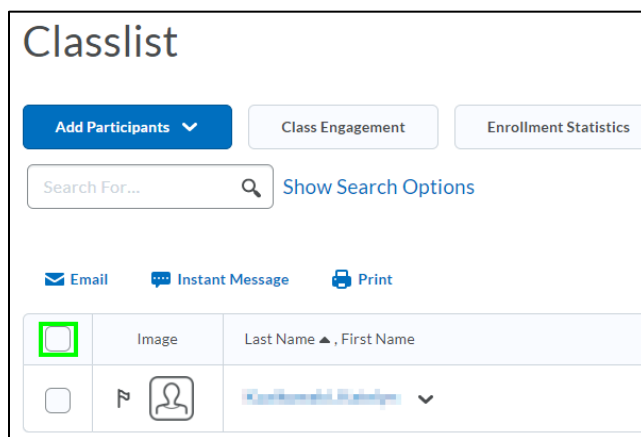 Classlist
Add Participants Class Engagement Enrollment Statistics
Search For... Show Search Options
Email Instant Message Print
Image Last Name ▲ , First Name